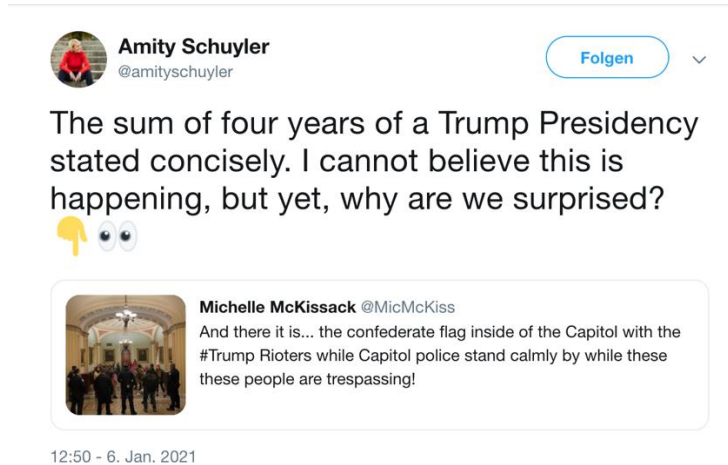 Amity Schuyler
@amityschuyler
Folgen
The sum of four years of a Trump Presidency
stated concisely. I cannot believe this is
happening, but yet, why are we surprised?
👇👀
Michelle McKissack @MicMcKiss
And there it is... the confederate flag inside of the Capitol with the
#Trump Rioters while Capitol police stand calmly by while these
these people are trespassing!
12:50 - 6. Jan. 2021